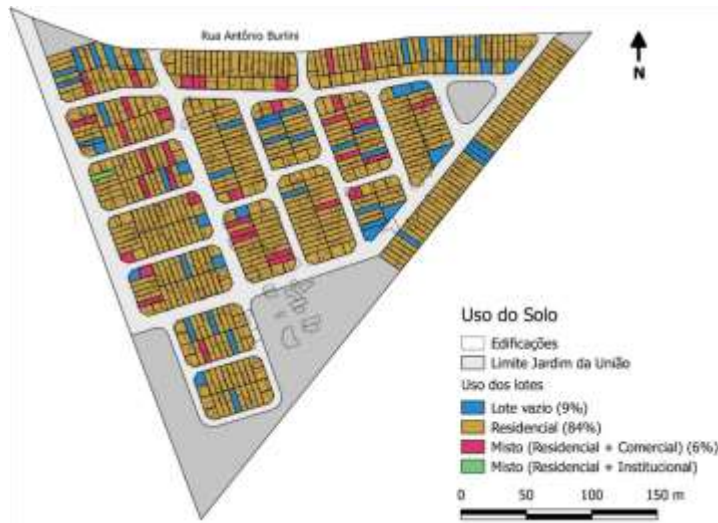 Rua Antônio Burlini
N
Uso do Solo
Edificações
Limite Jardim da União
Uso dos lotes
Lote vazio (9%)
Residencial (84%)
Misto (Residencial + Comercial) (6%)
Misto (Residencial + Institucional)
0 50 100 150 m